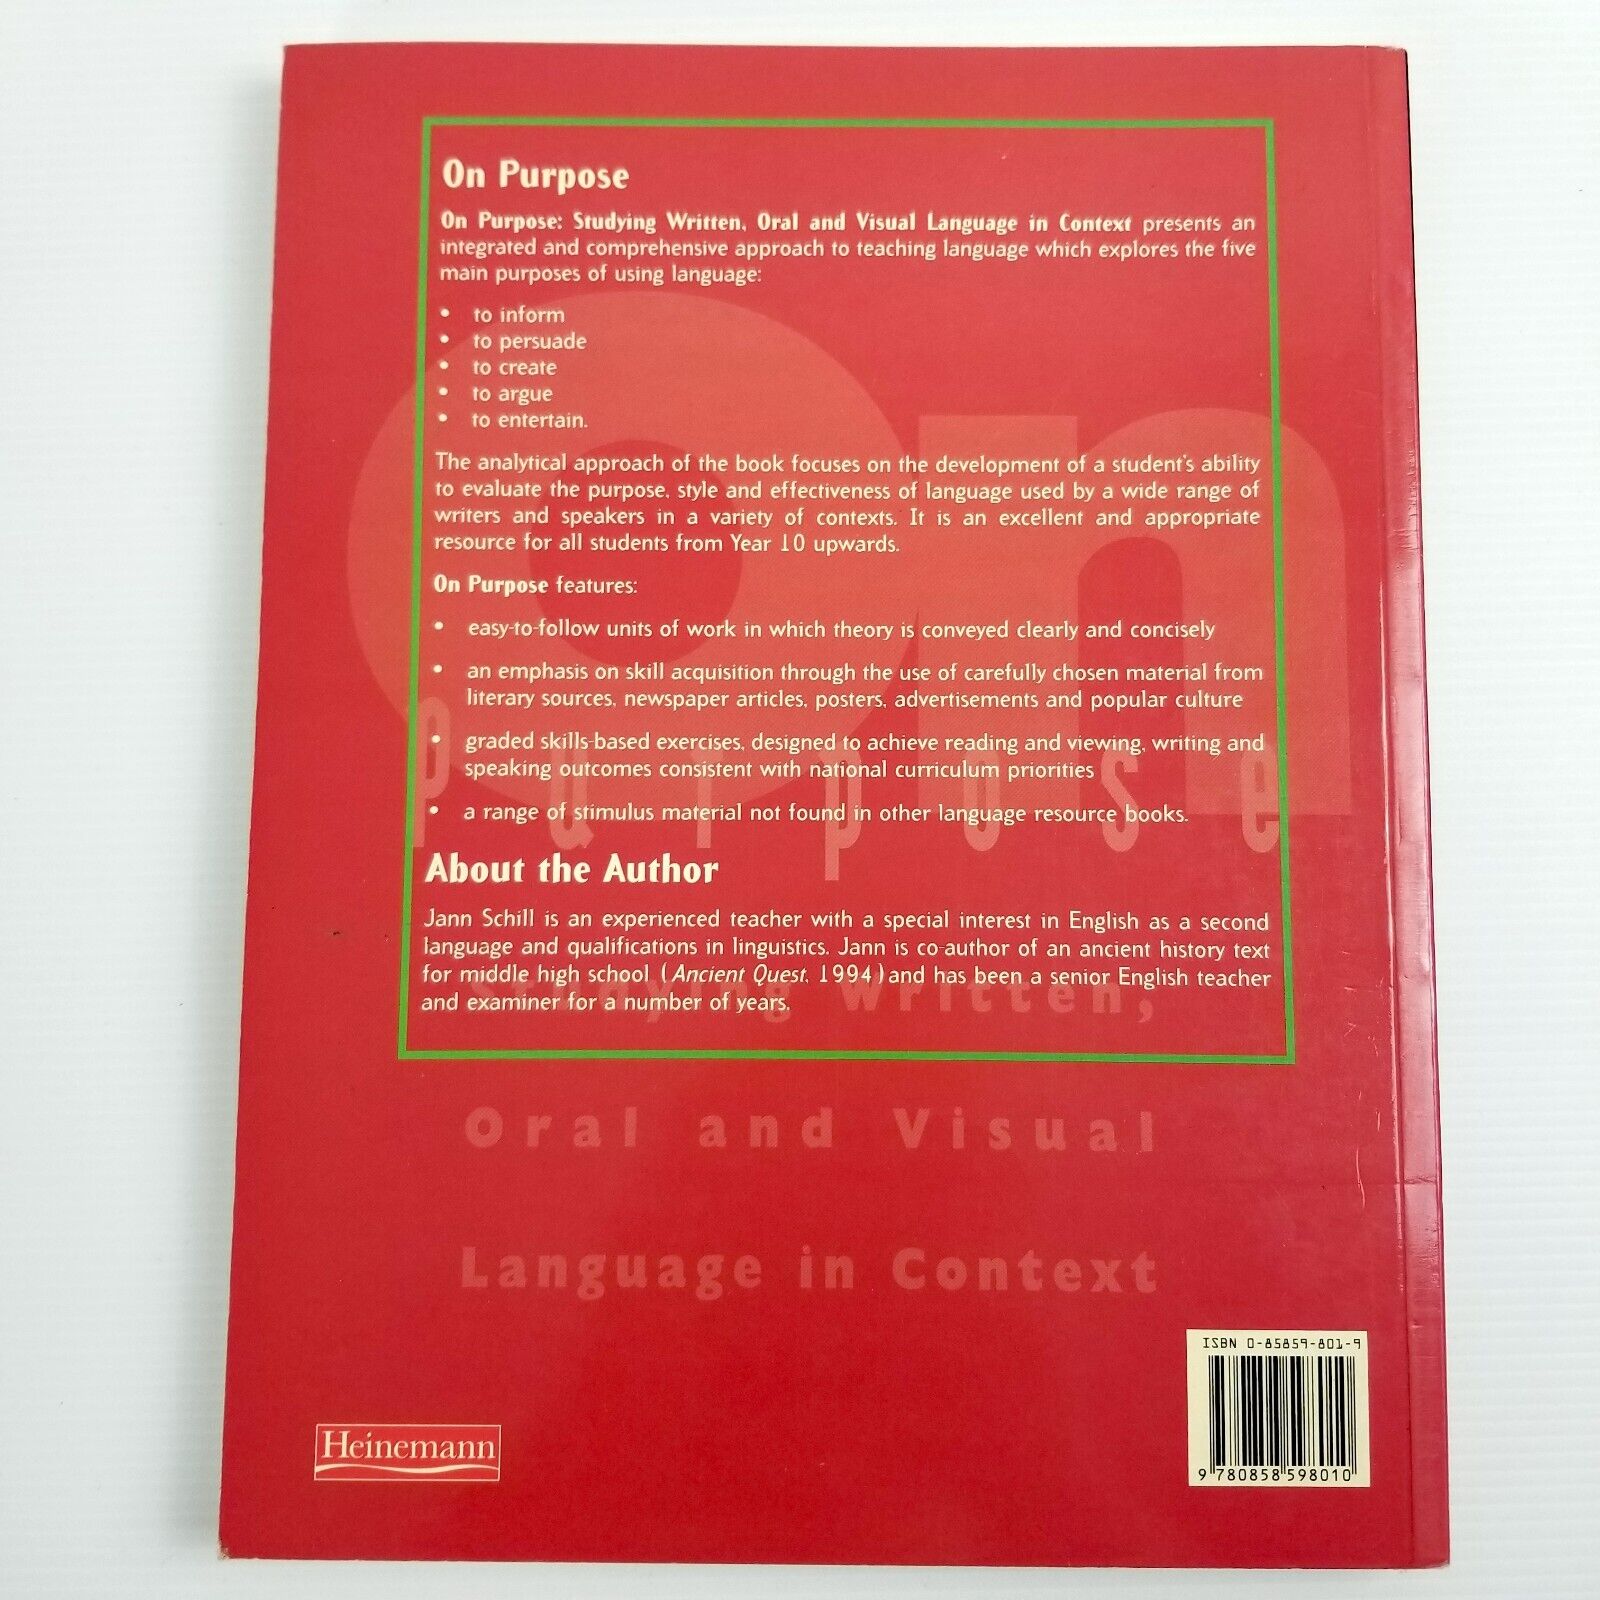 On Purpose
On Purpose: Studying Written, Oral and Visual Language in Context presents an
integrated and comprehensive approach to teaching language which explores the five
main purposes of using language:
• to inform
• to persuade
• to create
• to argue
• to entertain.
The analytical approach of the book focuses on the development of a student's ability
to evaluate the purpose, style and effectiveness of language used by a wide range of
writers and speakers in a variety of contexts. It is an excellent and appropriate
resource for all students from Year 10 upwards.
On Purpose features:
• easy-to-follow units of work in which theory is conveyed clearly and concisely
• an emphasis on skill acquisition through the use of carefully chosen material from
literary sources, newspaper articles, posters, advertisements and popular culture
• graded skills-based exercises, designed to achieve reading and viewing, writing and
speaking outcomes consistent with national curriculum priorities
• a range of stimulus material not found in other language resource books.
On
purpose
About the Author
Jann Schill is an experienced teacher with a special interest in English as a second
language and qualifications in linguistics. Jann is co-author of an ancient history text
for middle high school (Ancient Quest, 1994) and has been a senior English teacher
and examiner for a number of years.
Studying Written,
Oral and Visual
Language in Context
ISBN 0-85859-801-9
9 780858 598010
Heinemann